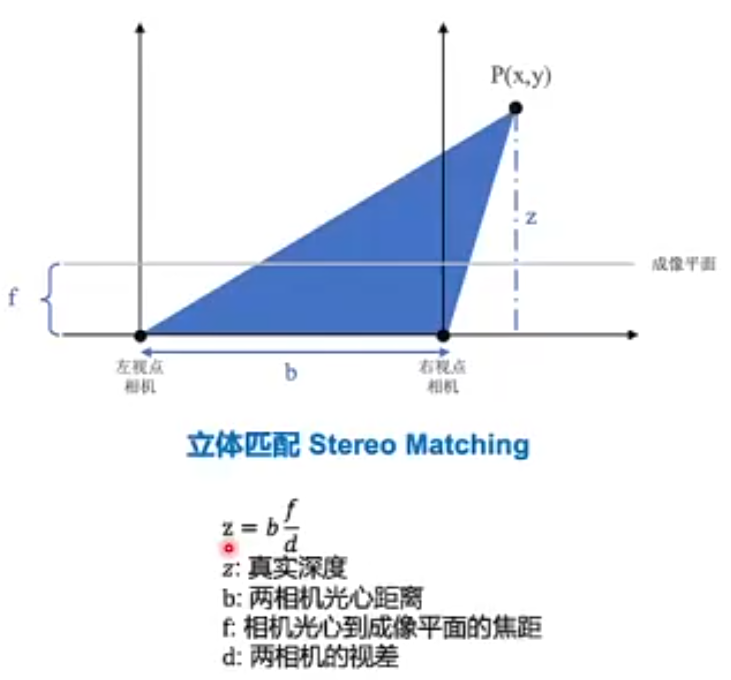 P(x,y)
z
成像平面
f
左视点
相机
b
右视点
相机
立体匹配 Stereo Matching
z = b f/d
z: 真实深度
b: 两相机光心距离
f: 相机光心到成像平面的焦距
d: 两相机的视差